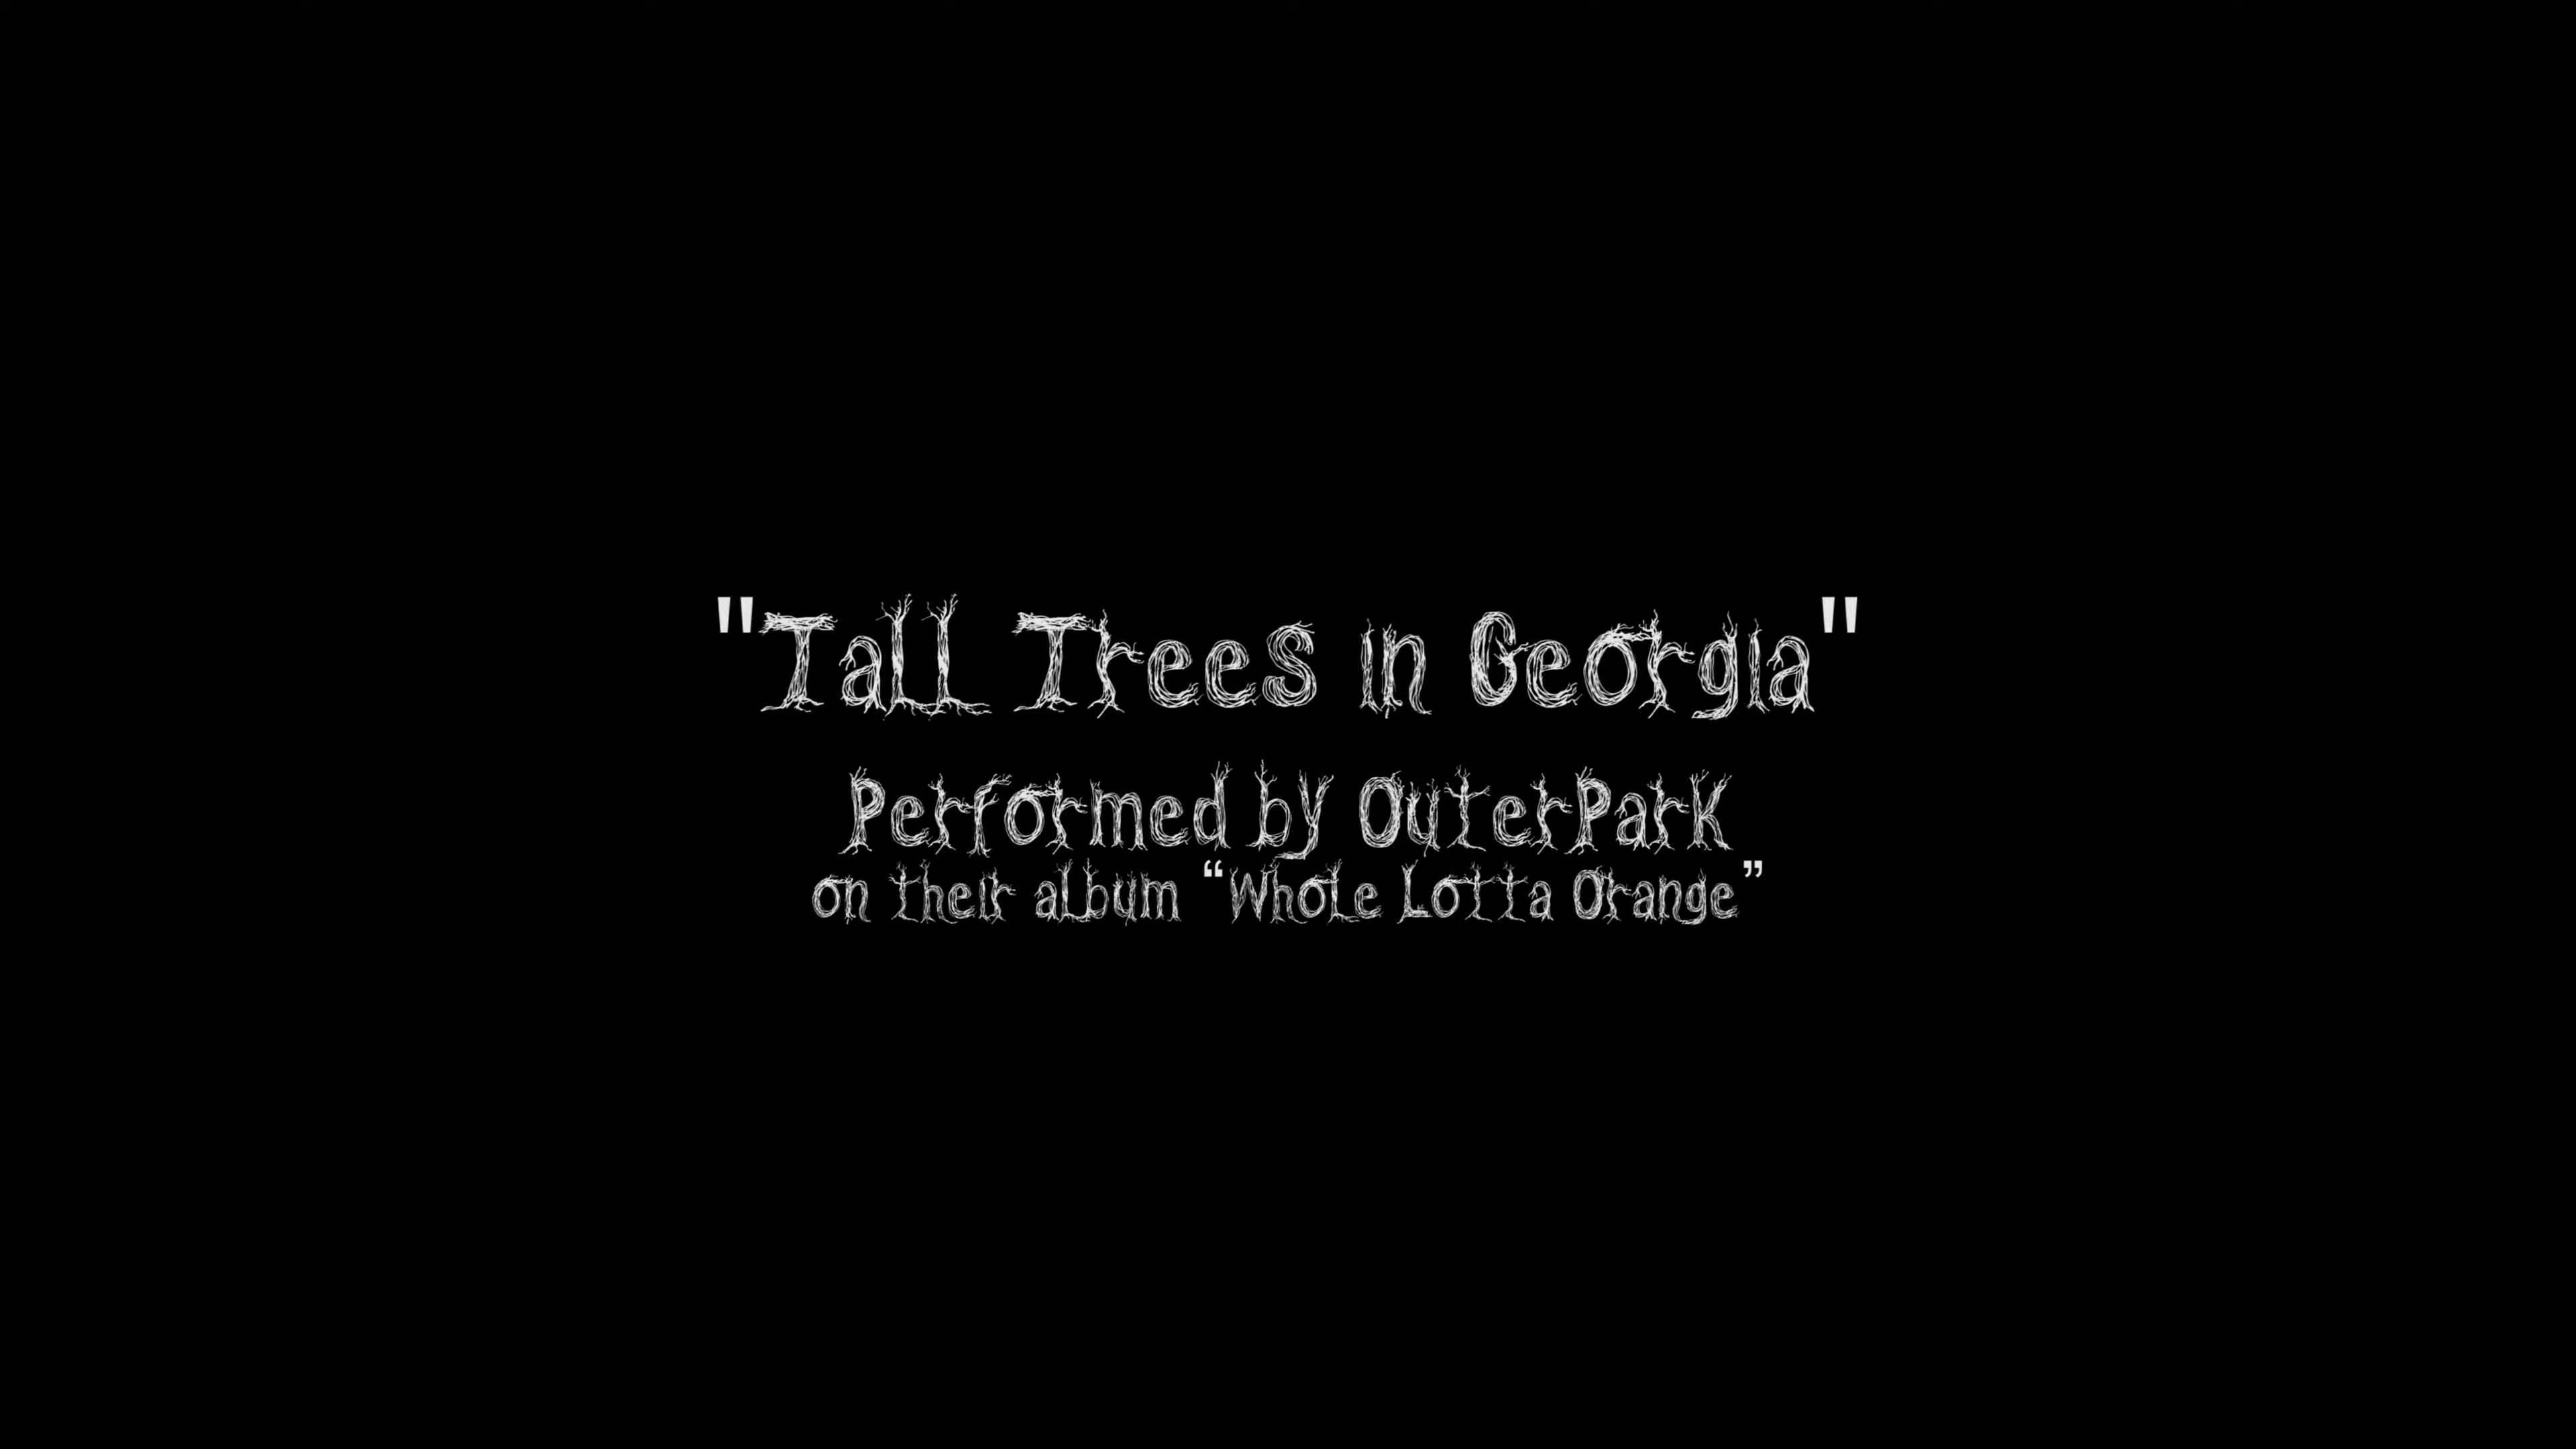 "Tall Trees in Georgia"
Performed by OuterPark
on their album “Whole Lotta Orange”